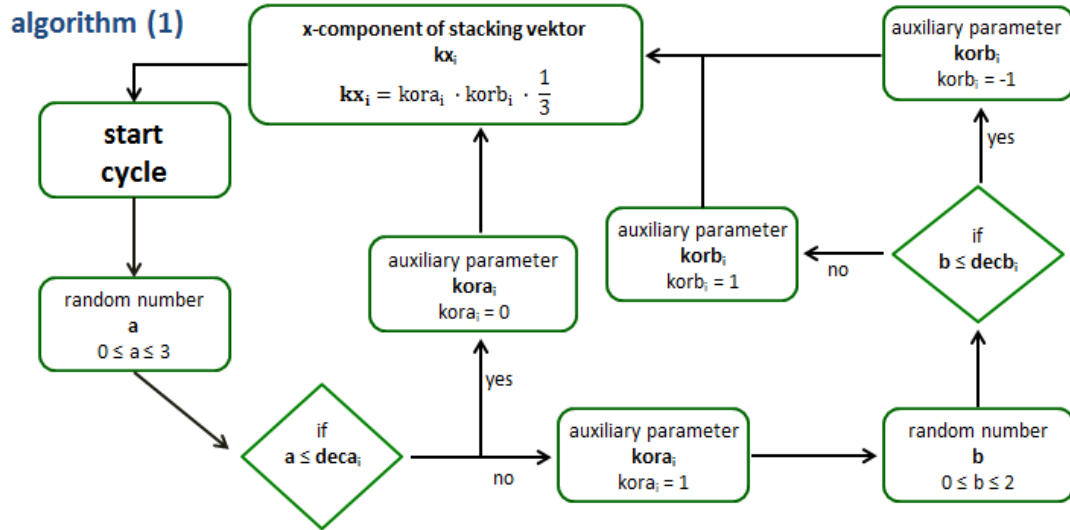 algorithm (1)
x-component of stacking vektor
kxᵢ
kxᵢ = koraᵢ · korbᵢ · 1/3
start
cycle
random number
a
0 ≤ a ≤ 3
if
a ≤ decaᵢ
yes
auxiliary parameter
koraᵢ
koraᵢ = 0
no
auxiliary parameter
koraᵢ
koraᵢ = 1
random number
b
0 ≤ b ≤ 2
if
b ≤ decbᵢ
no
auxiliary parameter
korbᵢ
korbᵢ = 1
yes
auxiliary parameter
korbᵢ
korbᵢ = -1